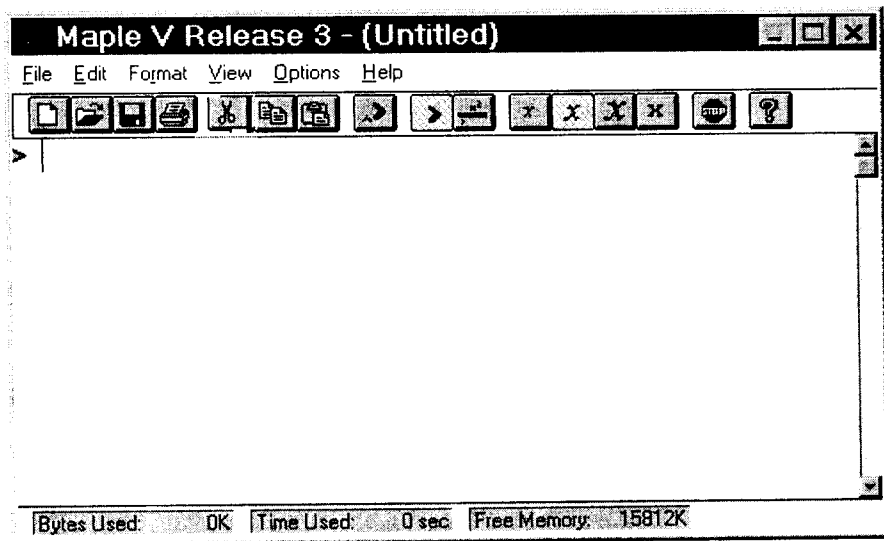 Maple V Release 3 - (Untitled)
File Edit Format View Options Help
>
Bytes Used: 0K Time Used: 0 sec Free Memory: 15812K